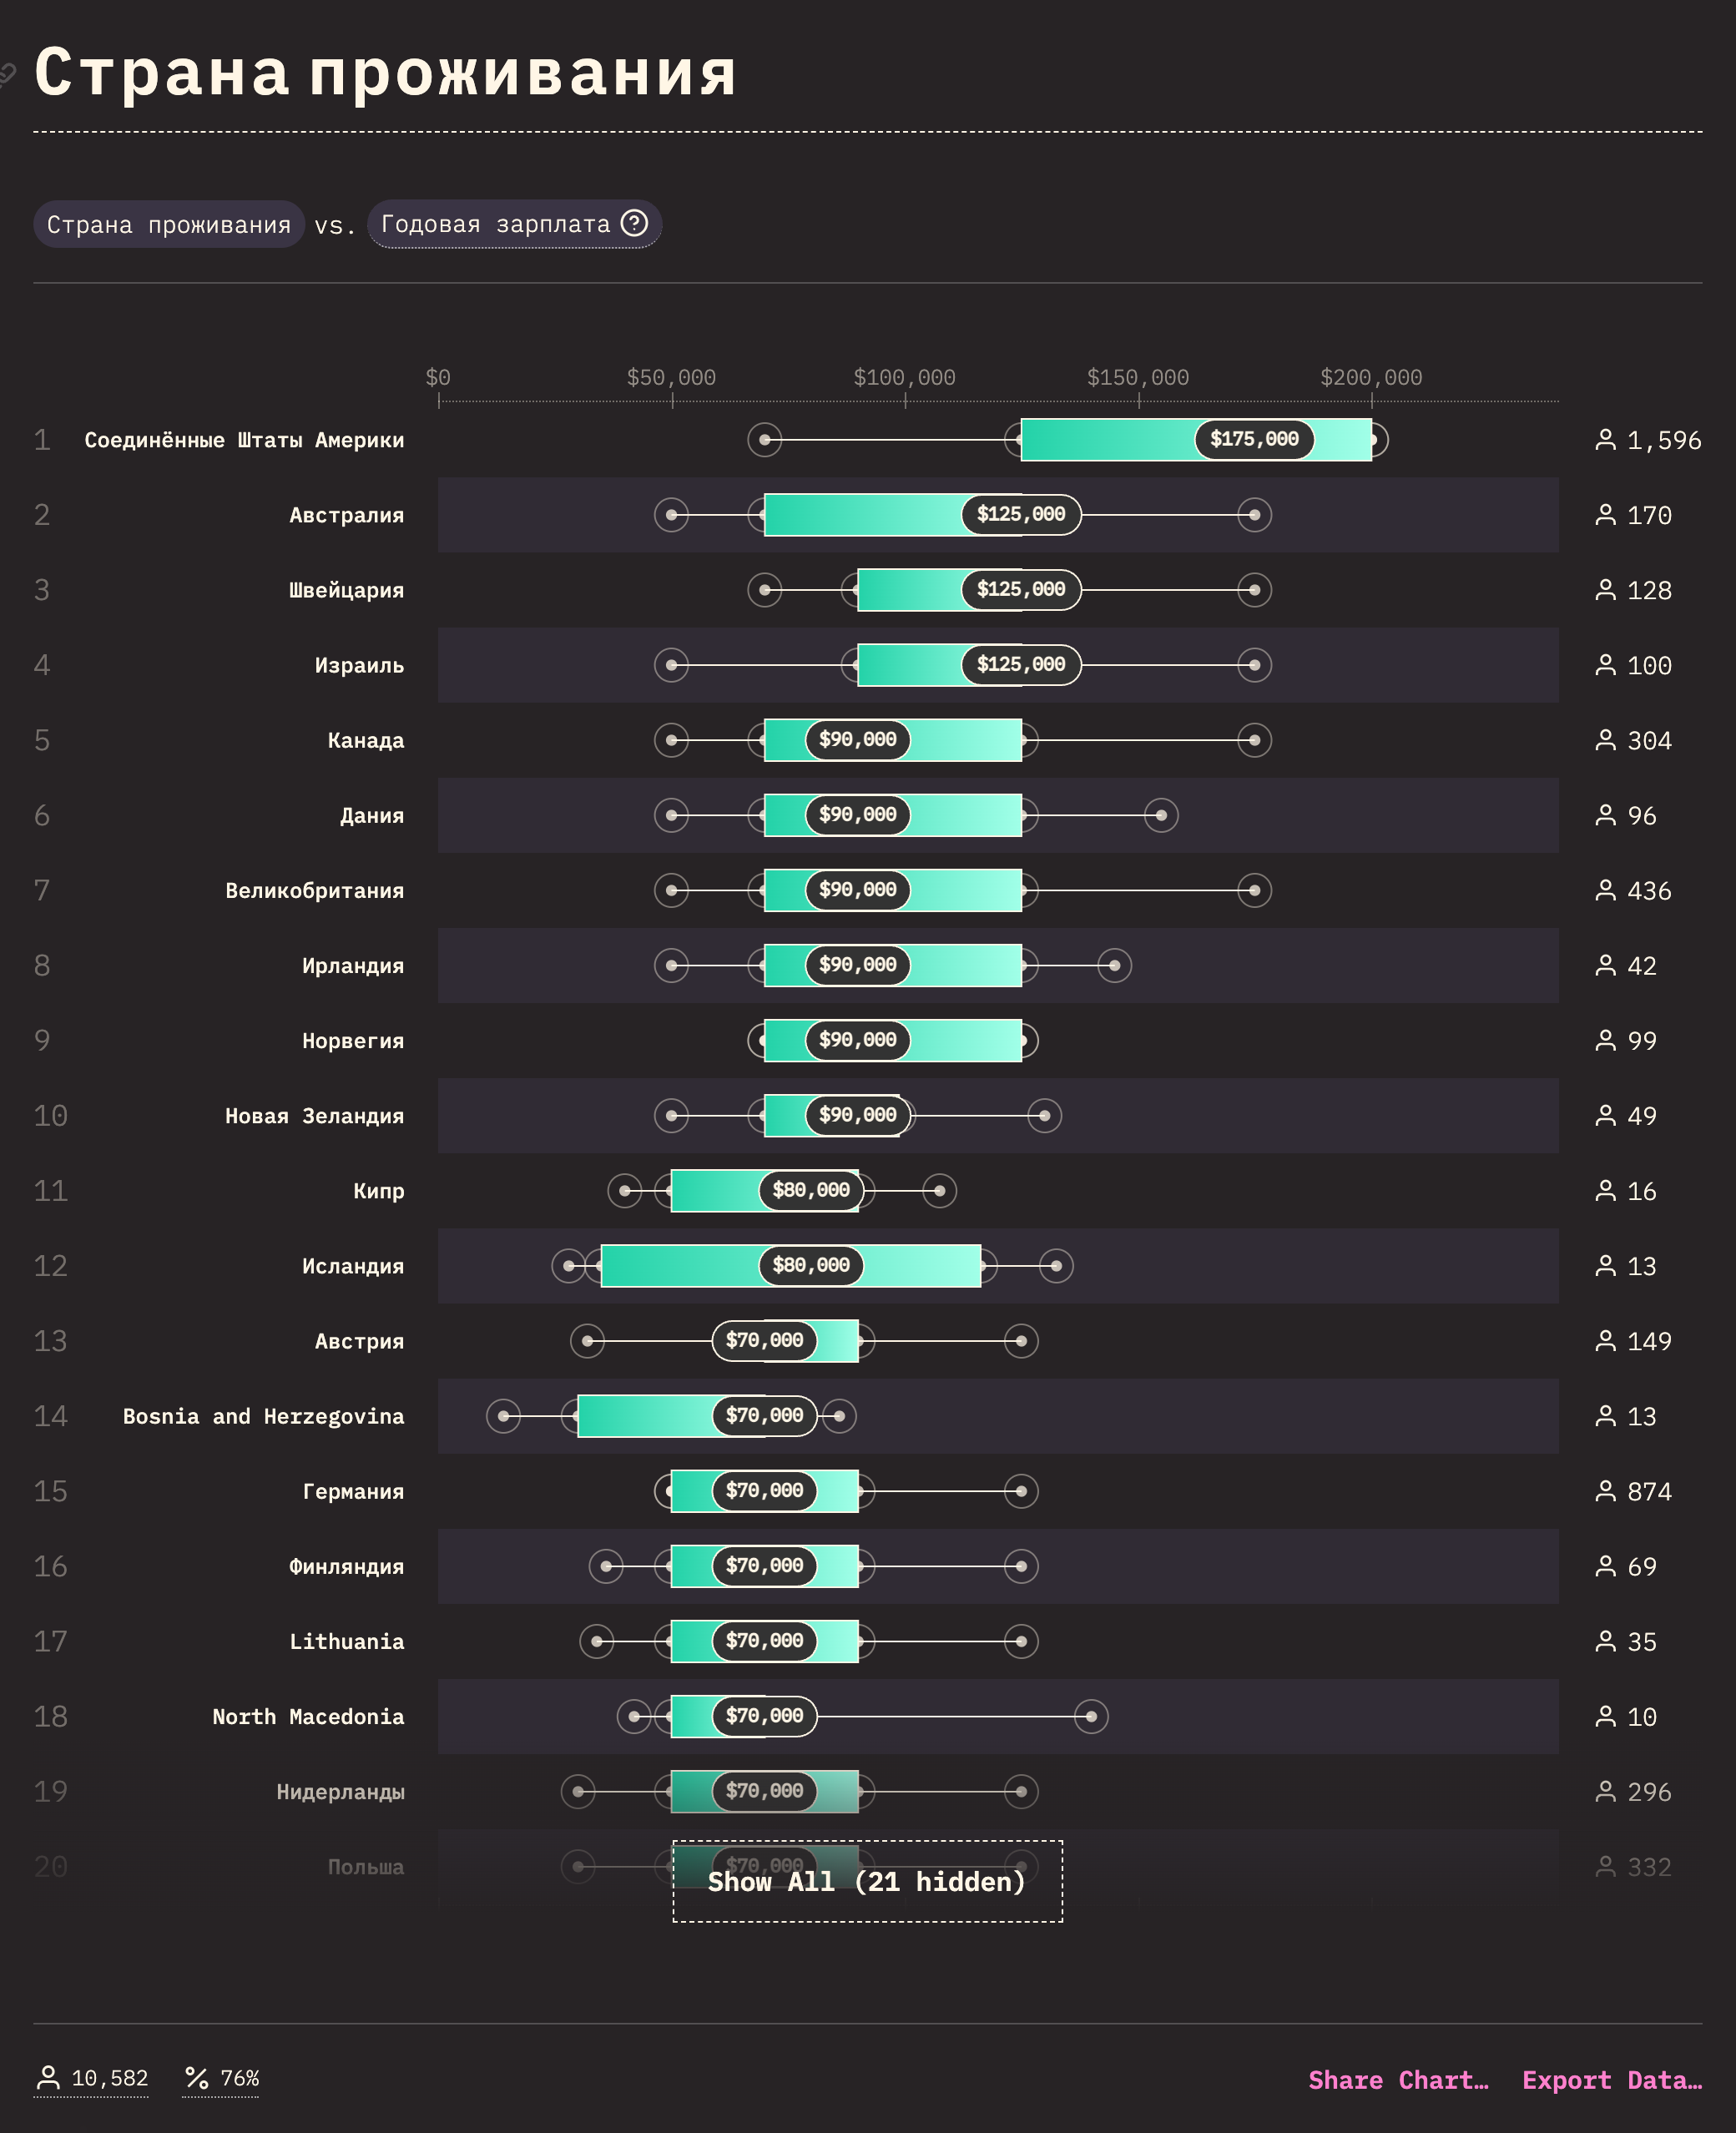 Страна проживания
Страна проживания vs. Годовая зарплата ?
$0 $50,000 $100,000 $150,000 $200,000
1 Соединённые Штаты Америки $175,000 1,596
2 Австралия $125,000 170
3 Швейцария $125,000 128
4 Израиль $125,000 100
5 Канада $90,000 304
6 Дания $90,000 96
7 Великобритания $90,000 436
8 Ирландия $90,000 42
9 Норвегия $90,000 99
10 Новая Зеландия $90,000 49
11 Кипр $80,000 16
12 Исландия $80,000 13
13 Австрия $70,000 149
14 Bosnia and Herzegovina $70,000 13
15 Германия $70,000 874
16 Финляндия $70,000 69
17 Lithuania $70,000 35
18 North Macedonia $70,000 10
19 Нидерланды $70,000 296
20 Польша $70,000 332
Show All (21 hidden)
10,582 % 76% Share Chart… Export Data…